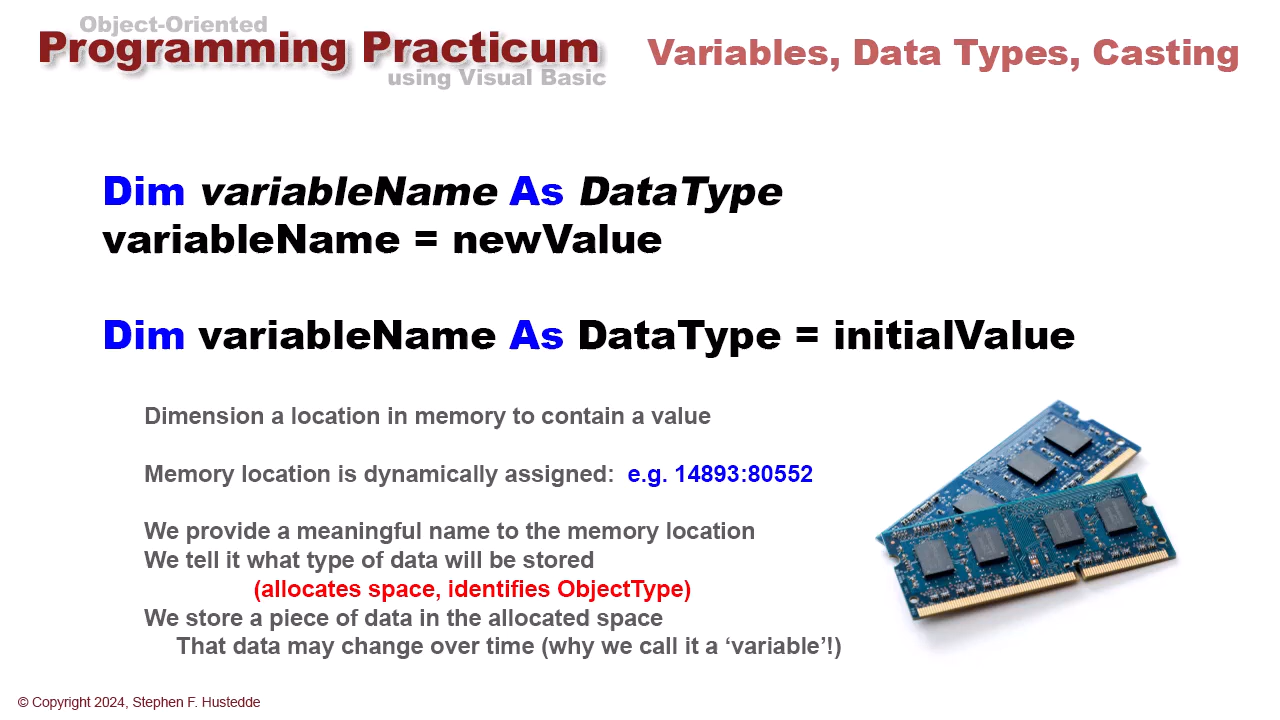 Object-Oriented
Programming Practicum
using Visual Basic
Variables, Data Types, Casting
Dim variableName As DataType
variableName = newValue
Dim variableName As DataType = initialValue
Dimension a location in memory to contain a value
Memory location is dynamically assigned:  e.g. 14893:80552
We provide a meaningful name to the memory location
We tell it what type of data will be stored
(allocates space, identifies ObjectType)
We store a piece of data in the allocated space
That data may change over time (why we call it a ‘variable’!)
© Copyright 2024, Stephen F. Hustedde